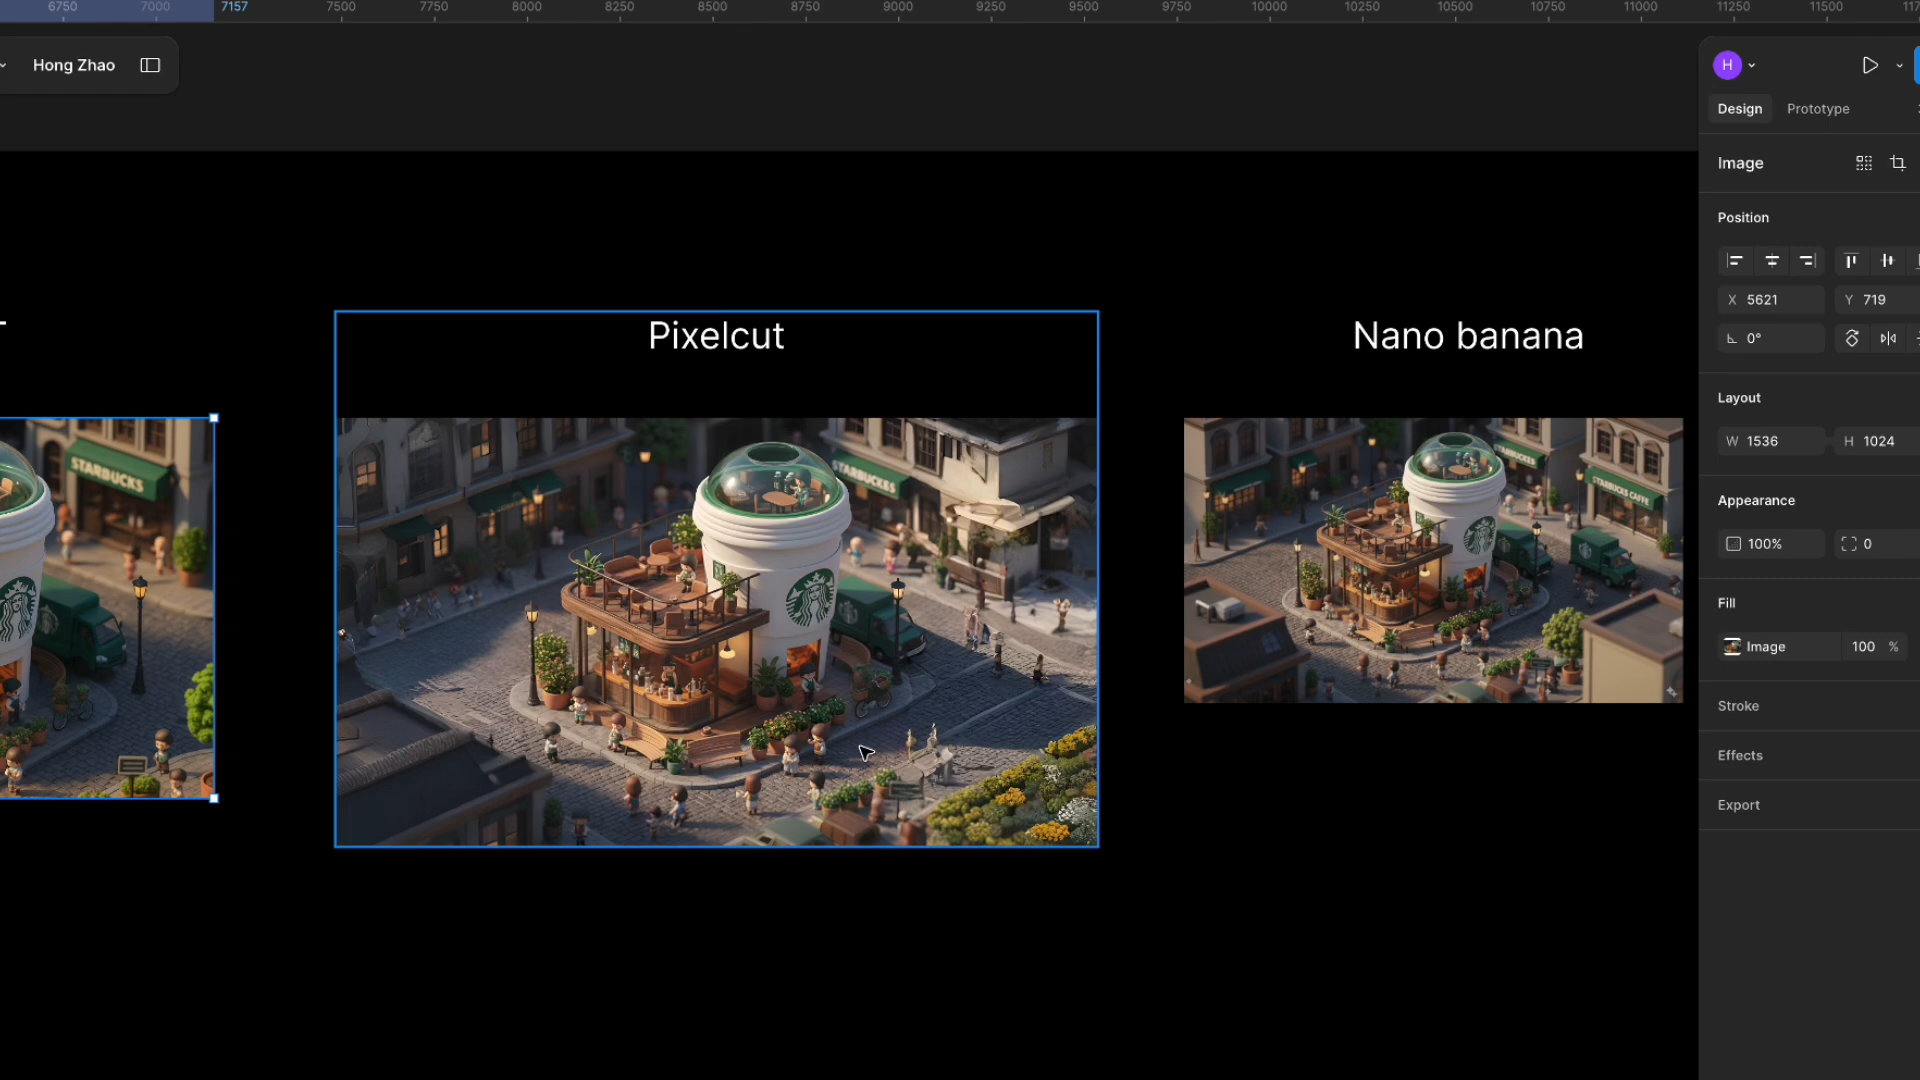 6750 7000 7157 7500 7750 8000 8250 8500 8750 9000 9250 9500 9750 10000 10250 10500 10750 11000 11250 11500
Hong Zhao
H
Design Prototype
Image
Position
X 5621 Y 719
0°
Layout
W 1536 H 1024
Appearance
100% 0
Fill
Image 100 %
Stroke
Effects
Export
Pixelcut
Nano banana
STARBUCKS
STARBUCKES
STARBUCKS
STARBUCKS CAFFE